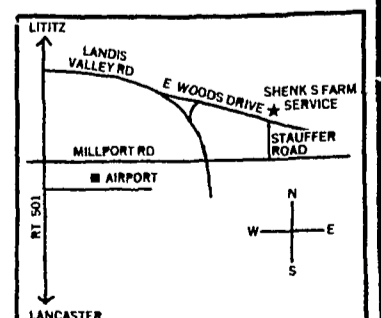 LITITZ
LANDIS
VALLEY RD
E WOODS DRIVE
SHENK S FARM
SERVICE
STAUFFER
ROAD
MILLPORT RD
AIRPORT
RT 501
N
W E
S
LANCASTER